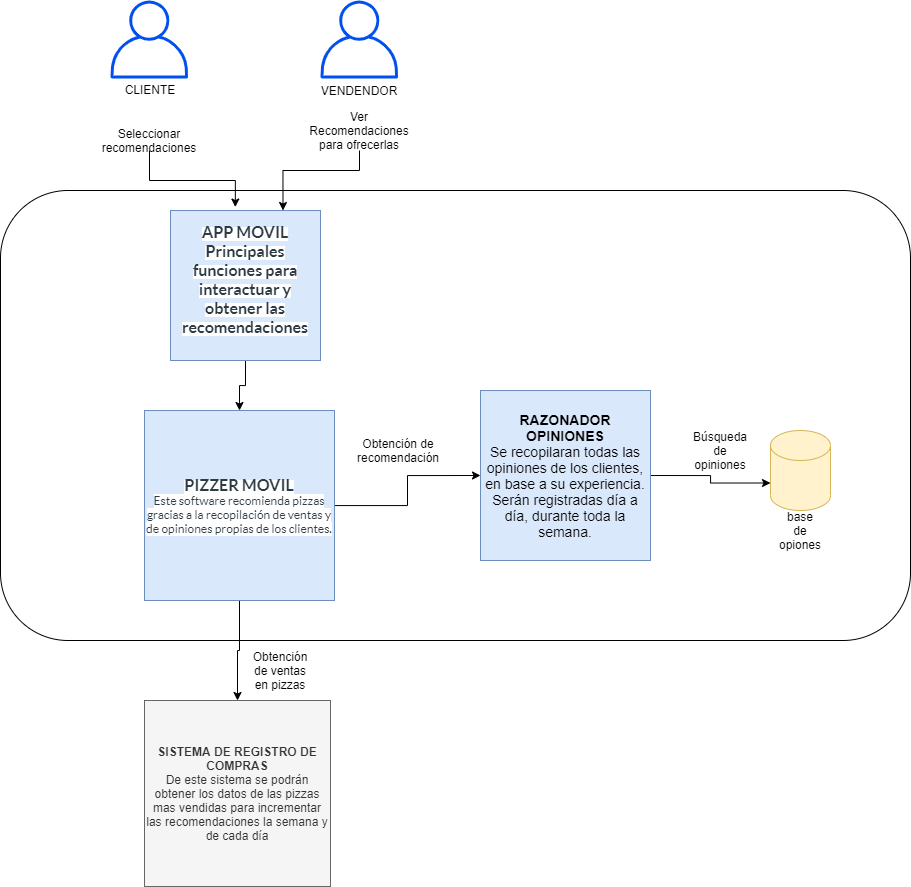 CLIENTE
VENDENDOR
Seleccionar
recomendaciones
Ver
Recomendaciones
para ofrecerlas
APP MOVIL
Principales
funciones para
interactuar y
obtener las
recomendaciones
PIZZER MOVIL
Este software recomienda pizzas
gracias a la recopilación de ventas y
de opiniones propias de los clientes.
Obtención de
recomendación
RAZONADOR
OPINIONES
Se recopilaran todas las
opiniones de los clientes,
en base a su experiencia.
Serán registradas día a
día, durante toda la
semana.
Búsqueda
de
opiniones
base
de
opiones
Obtención
de ventas
en pizzas
SISTEMA DE REGISTRO DE
COMPRAS
De este sistema se podrán
obtener los datos de las pizzas
mas vendidas para incrementar
las recomendaciones la semana y
de cada día